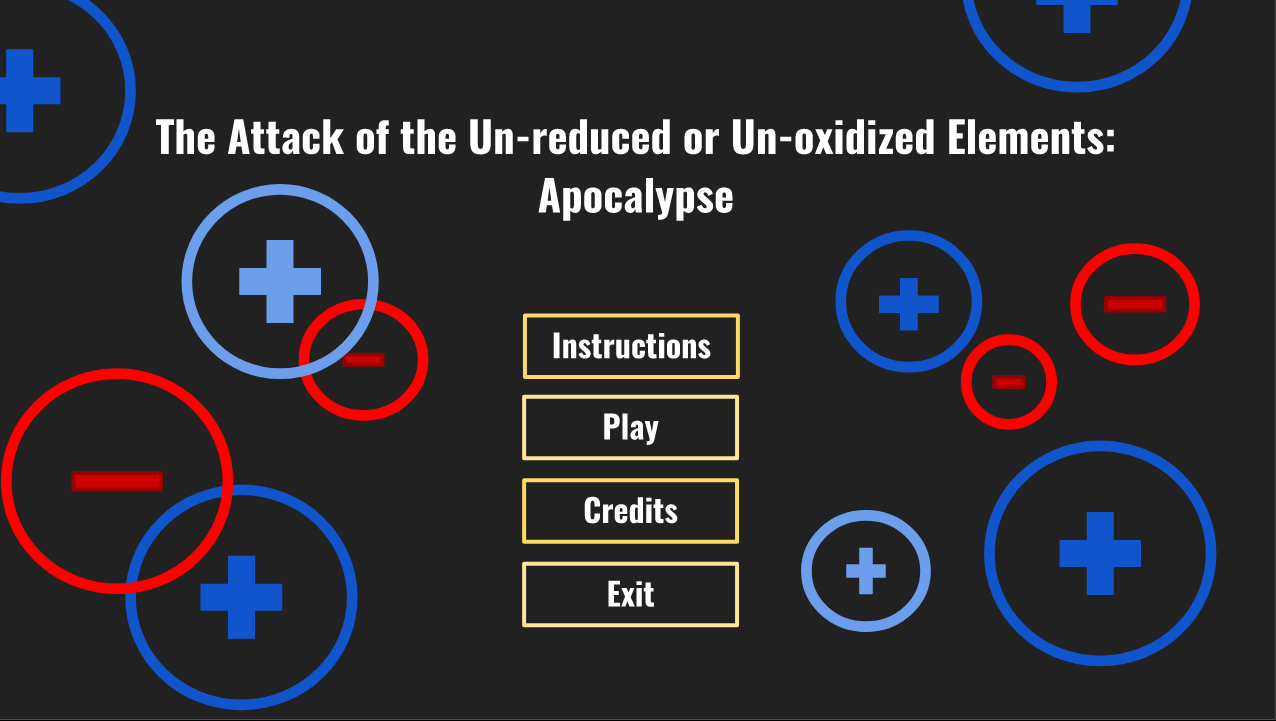 The Attack of the Un-reduced or Un-oxidized Elements:
Apocalypse
Instructions
Play
Credits
Exit